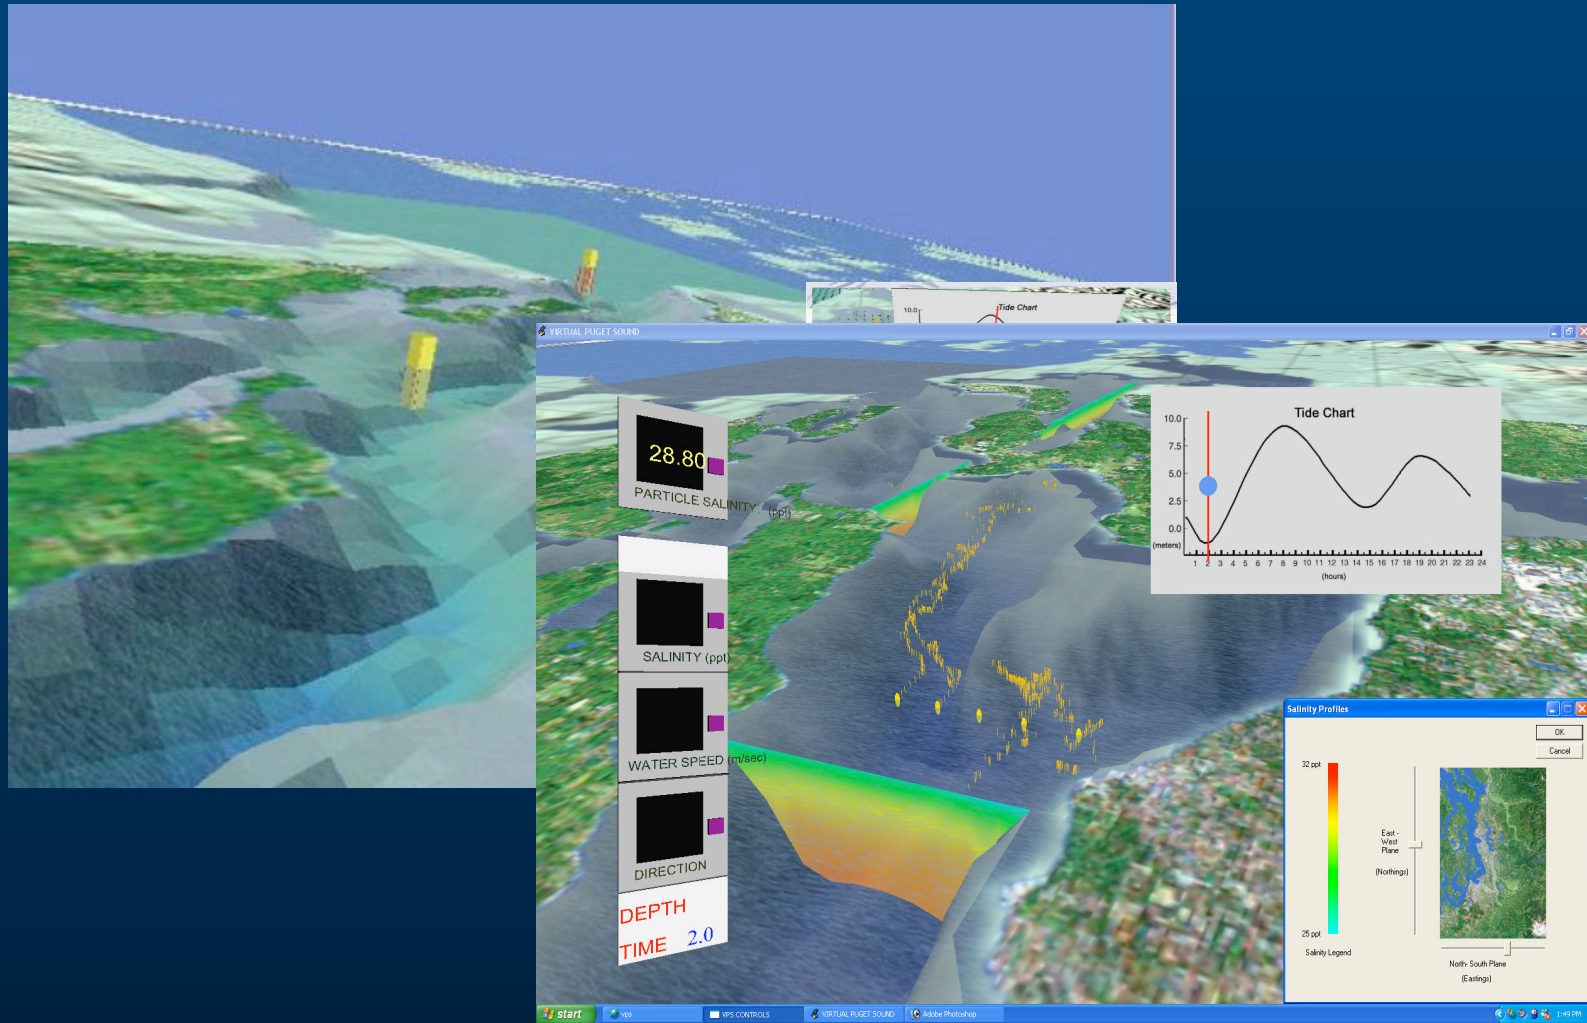 10.0
Tide Chart
VIRTUAL PUGET SOUND
28.80
PARTICLE SALINITY: (ppt)
SALINITY (ppt)
WATER SPEED (m/sec)
DIRECTION
DEPTH
TIME 2.0
Tide Chart
10.0
7.5
5.0
2.5
0.0
(meters)
1 2 3 4 5 6 7 8 9 10 11 12 13 14 15 16 17 18 19 20 21 22 23 24
(hours)
Salinity Profiles
OK
Cancel
32 ppt
East -
West
Plane
(Northings)
25 ppt
Salinity Legend
North- South Plane
(Eastings)
start
vps
VPS CONTROLS
VIRTUAL PUGET SOUND
Adobe Photoshop
1:49 PM